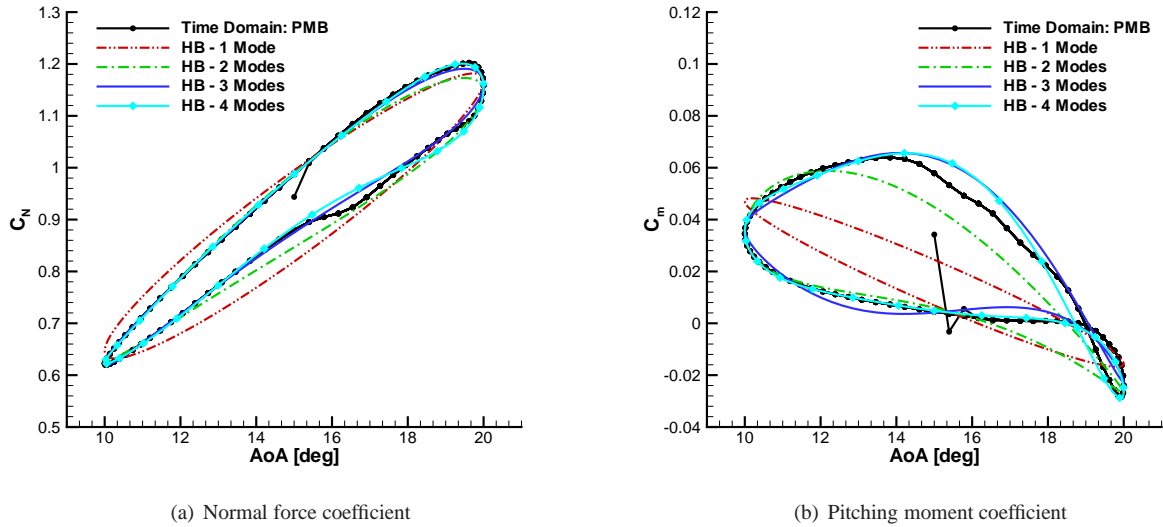 Time Domain: PMB
HB - 1 Mode
HB - 2 Modes
HB - 3 Modes
HB - 4 Modes
1.3
1.2
1.1
1
0.9
0.8
0.7
0.6
0.5
C_N
10 12 14 16 18 20
AoA [deg]
(a) Normal force coefficient
Time Domain: PMB
HB - 1 Mode
HB - 2 Modes
HB - 3 Modes
HB - 4 Modes
0.12
0.1
0.08
0.06
0.04
0.02
0
-0.02
-0.04
C_m
10 12 14 16 18 20
AoA [deg]
(b) Pitching moment coefficient